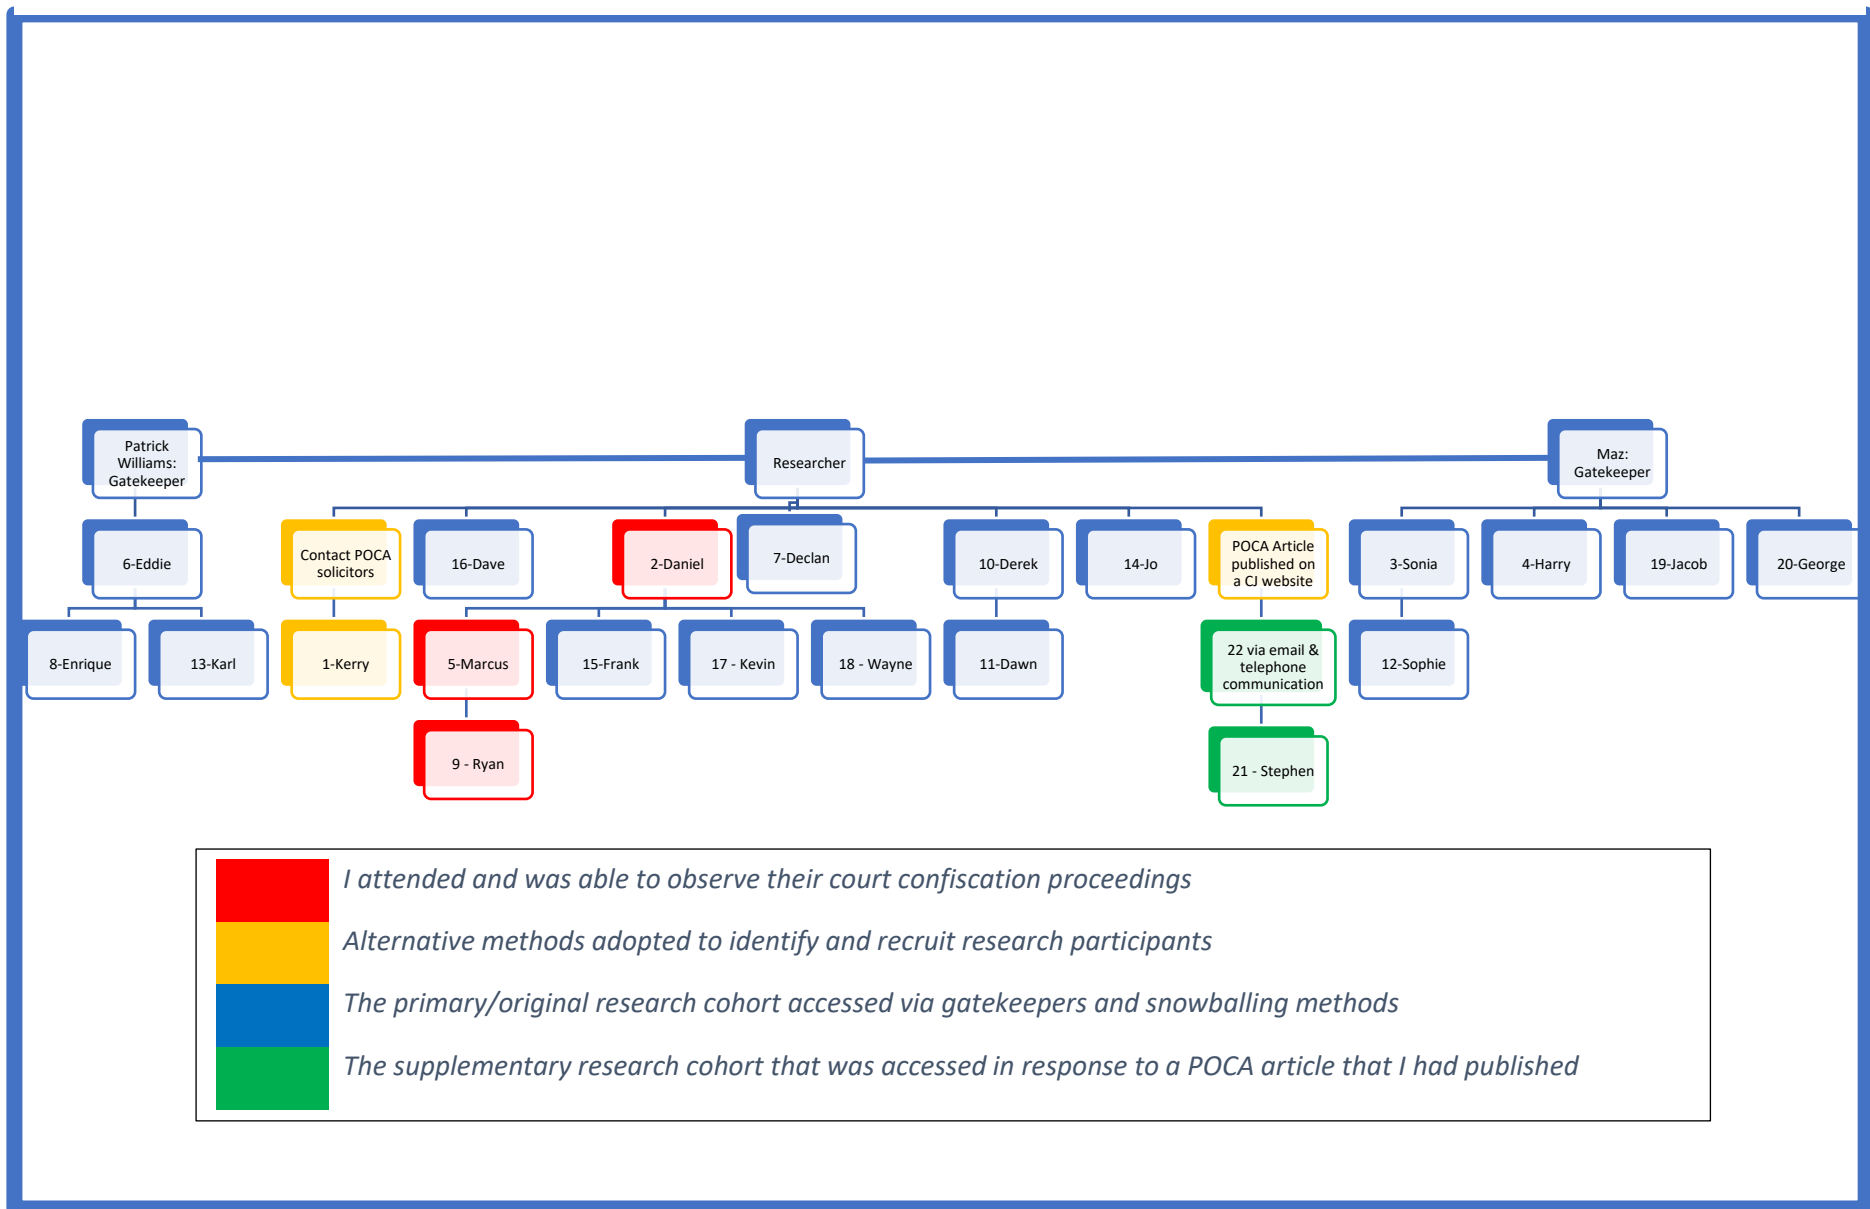 Patrick
Williams:
Gatekeeper
Researcher
Maz:
Gatekeeper
6-Eddie
Contact POCA
solicitors
16-Dave
2-Daniel
7-Declan
10-Derek
14-Jo
POCA Article
published on
a CJ website
3-Sonia
4-Harry
19-Jacob
20-George
8-Enrique
13-Karl
1-Kerry
5-Marcus
15-Frank
17 - Kevin
18 - Wayne
11-Dawn
22 via email &
telephone
communication
12-Sophie
9 - Ryan
21 - Stephen
I attended and was able to observe their court confiscation proceedings
Alternative methods adopted to identify and recruit research participants
The primary/original research cohort accessed via gatekeepers and snowballing methods
The supplementary research cohort that was accessed in response to a POCA article that I had published